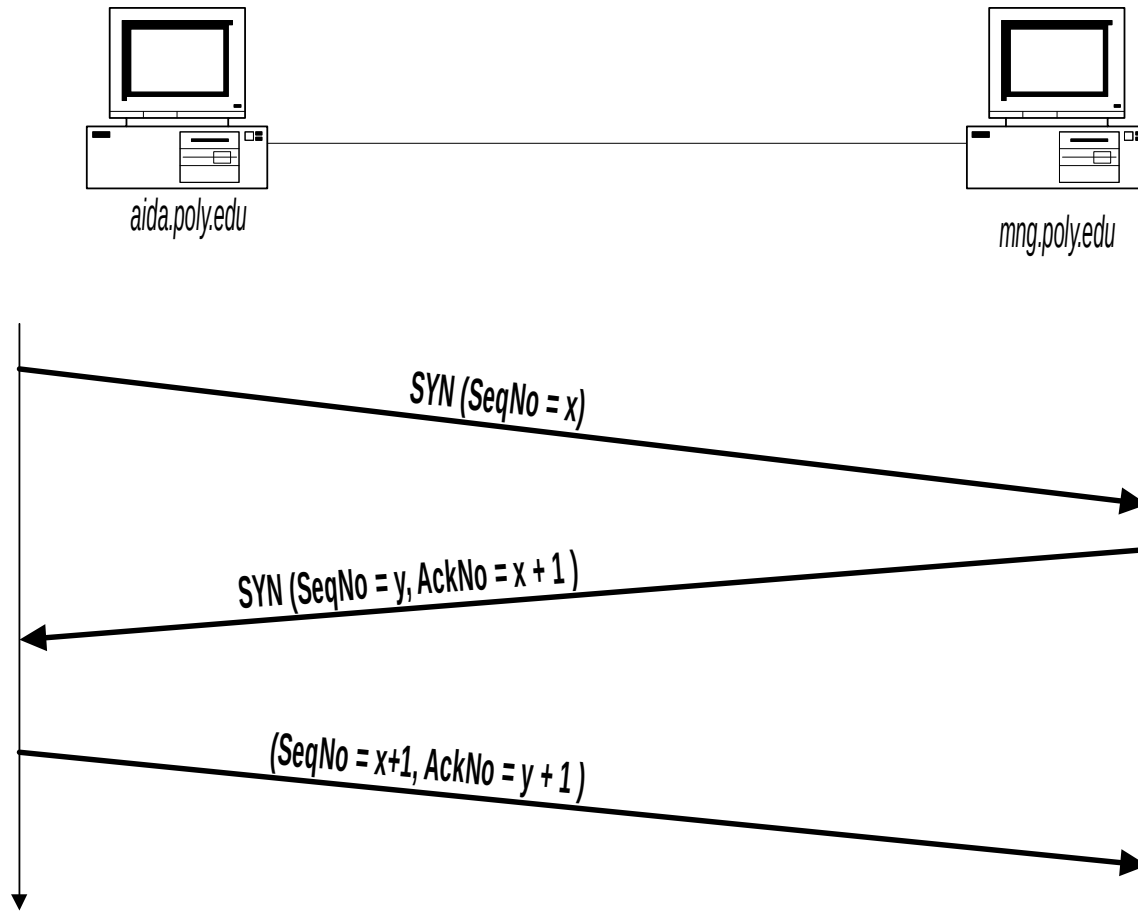 aida.poly.edu
mng.poly.edu
SYN (SeqNo = x)
SYN (SeqNo = y, AckNo = x + 1 )
(SeqNo = x+1, AckNo = y + 1 )